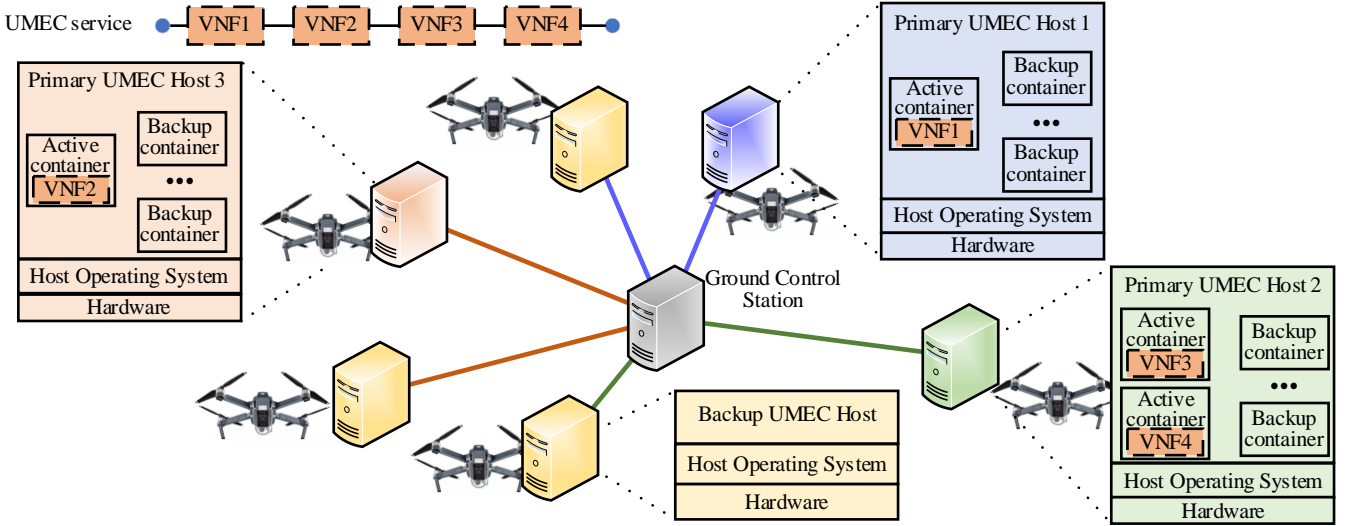 UMEC service
VNF1
VNF2
VNF3
VNF4
Primary UMEC Host 3
Active
container
VNF2
Backup
container
•••
Backup
container
Host Operating System
Hardware
Primary UMEC Host 1
Active
container
VNF1
Backup
container
•••
Backup
container
Host Operating System
Hardware
Ground Control
Station
Primary UMEC Host 2
Active
container
VNF3
Active
container
VNF4
Backup
container
•••
Backup
container
Host Operating System
Hardware
Backup UMEC Host
Host Operating System
Hardware